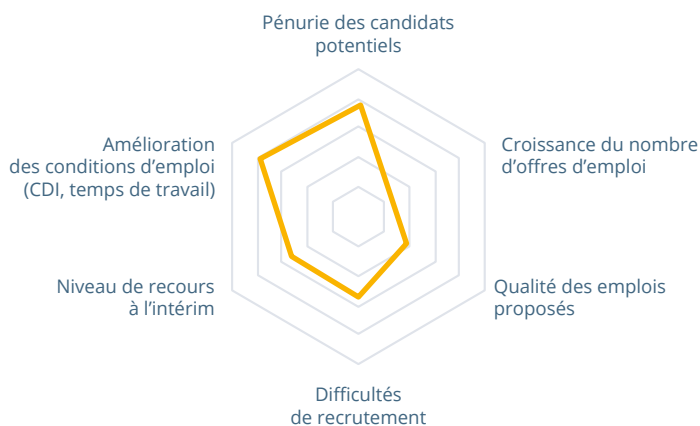 Pénurie des candidats
potentiels
Amélioration
des conditions d'emploi
(CDI, temps de travail)
Croissance du nombre
d'offres d'emploi
Niveau de recours
à l'intérim
Qualité des emplois
proposés
Difficultés
de recrutement